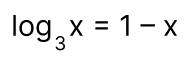 log₃x = 1 − x